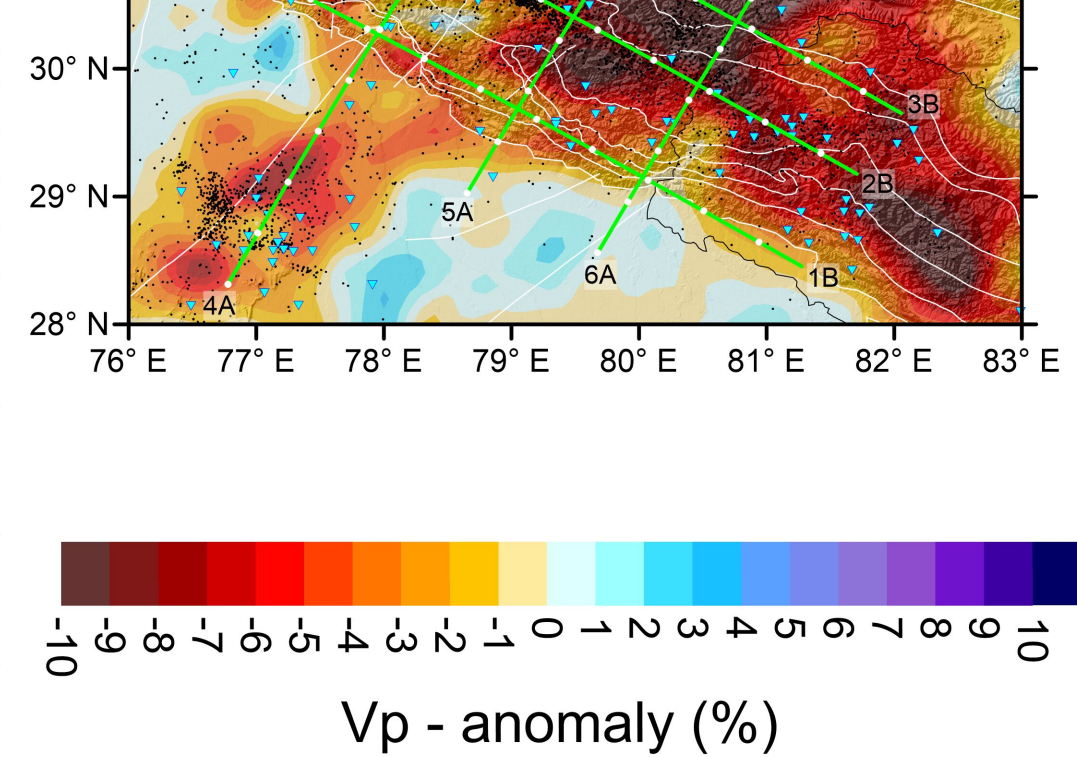 30° N
3B
2B
29° N
5A
6A
1B
4A
28° N
76° E 77° E 78° E 79° E 80° E 81° E 82° E 83° E
-10 -9 -8 -7 -6 -5 -4 -3 -2 -1 0 1 2 3 4 5 6 7 8 9 10
Vp - anomaly (%)